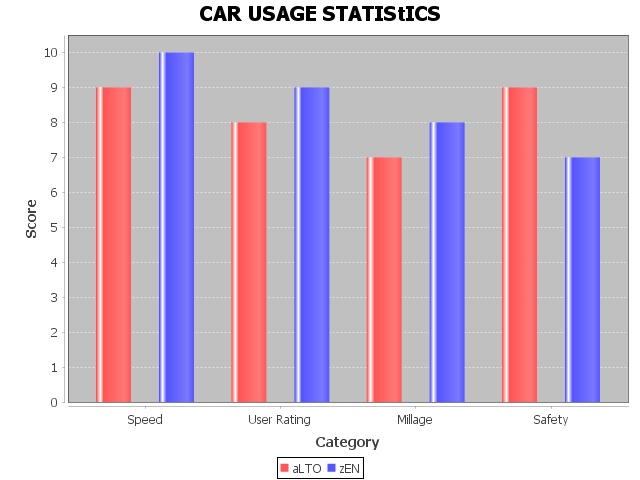 CAR USAGE STATIStICS
10
9
8
7
6
5
4
3
2
1
0
Score
Speed User Rating Millage Safety
Category
aLTO zEN